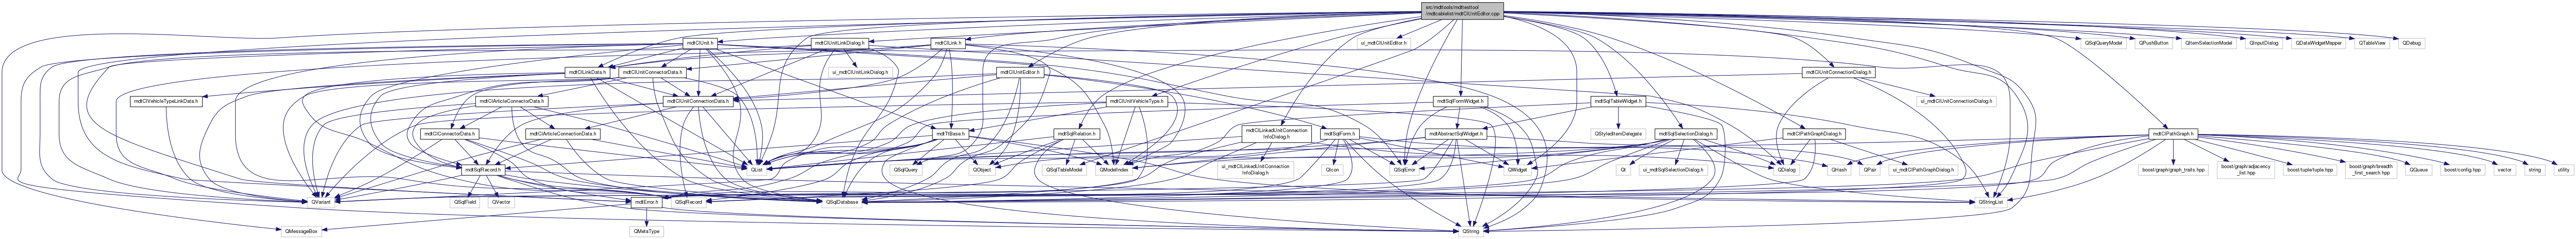 src/mdttools/mdttesttool
/mdtcablelist/mdtClUnitEditor.cpp
mdtClUnit.h
mdtClUnitLinkDialog.h
mdtClLink.h
ui_mdtClUnitEditor.h
QSqlQueryModel
QPushButton
QItemSelectionModel
QInputDialog
QDataWidgetMapper
QTableView
QDebug
mdtClLinkData.h
mdtClUnitConnectorData.h
ui_mdtClUnitLinkDialog.h
mdtClUnitEditor.h
mdtClUnitConnectionDialog.h
mdtClVehicleTypeLinkData.h
mdtClArticleConnectorData.h
mdtClUnitConnectionData.h
mdtClUnitVehicleType.h
mdtSqlFormWidget.h
mdtSqlTableWidget.h
ui_mdtClUnitConnectionDialog.h
mdtClConnectorData.h
mdtClArticleConnectionData.h
mdtTtBase.h
mdtSqlRelation.h
mdtClLinkedUnitConnection
InfoDialog.h
mdtSqlForm.h
mdtAbstractSqlWidget.h
QStyledItemDelegate
mdtSqlSelectionDialog.h
mdtClPathGraphDialog.h
mdtClPathGraph.h
mdtSqlRecord.h
QList
QSqlQuery
QObject
QSqlTableModel
QModelIndex
ui_mdtClLinkedUnitConnection
InfoDialog.h
QIcon
QSqlError
QWidget
Qt
ui_mdtSqlSelectionDialog.h
QDialog
QHash
QPair
ui_mdtClPathGraphDialog.h
boost/graph/graph_traits.hpp
boost/graph/adjacency
_list.hpp
boost/tuple/tuple.hpp
boost/graph/breadth
_first_search.hpp
QQueue
boost/config.hpp
vector
string
utility
QVariant
QSqlField
QVector
mdtError.h
QSqlRecord
QSqlDatabase
QStringList
QMessageBox
QMetaType
QString